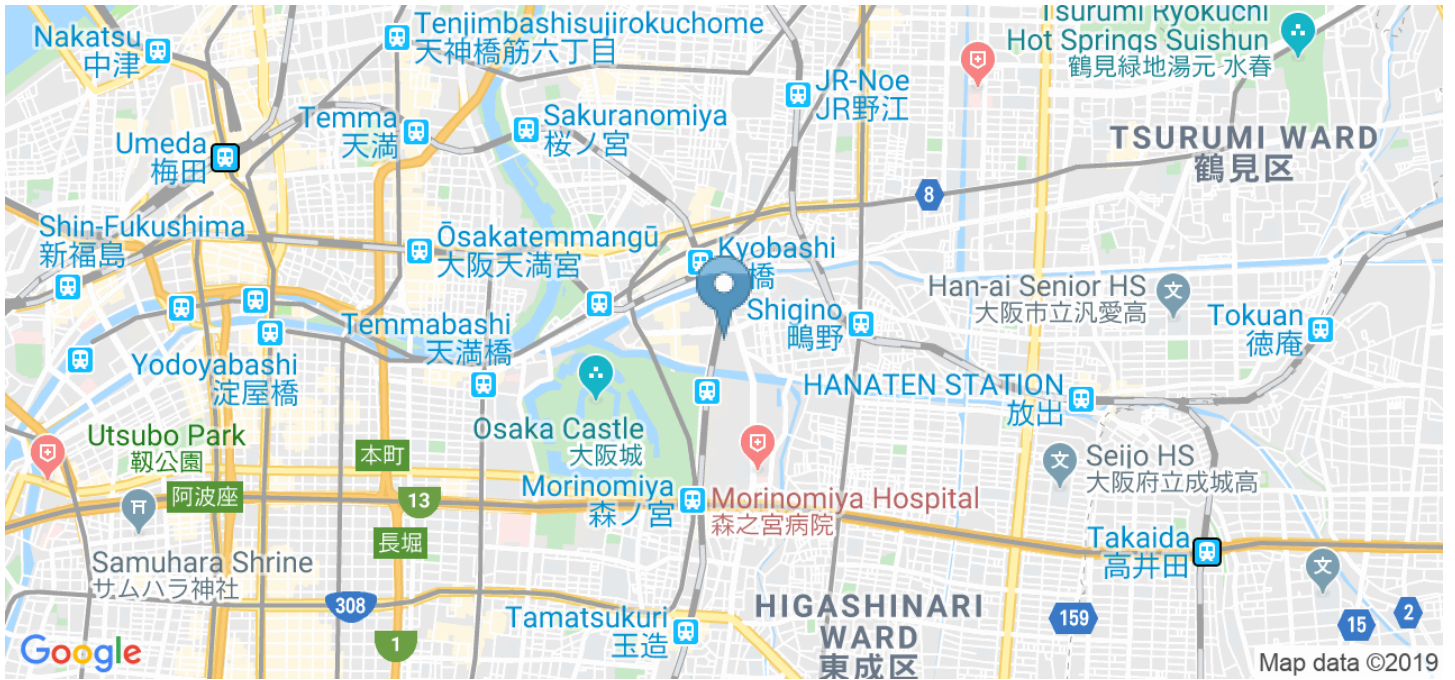 Nakatsu
中津
Tenjimbashisujirokuchome
天神橋筋六丁目
Tsurumi Ryokuchi
Hot Springs Suishun
鶴見緑地湯元 水春
JR-Noe
JR野江
Temma
天満
Sakuranomiya
桜ノ宮
Umeda
梅田
TSURUMI WARD
鶴見区
8
Shin-Fukushima
新福島
Ōsakatemmangū
大阪天満宮
Kyobashi
橋
Han-ai Senior HS
大阪市立汎愛高
文
Shigino
鴫野
Tokuan
徳庵
Temmabashi
天満橋
Yodoyabashi
淀屋橋
HANATEN STATION
放出
Osaka Castle
大阪城
Utsubo Park
靱公園
本町
Seijo HS
大阪府立成城高
文
阿波座
13
Morinomiya
森ノ宮
Morinomiya Hospital
森之宮病院
長堀
Takaida
高井田
Samuhara Shrine
サムハラ神社
文
308
Tamatsukuri
玉造
HIGASHINARI
WARD
東成区
159
15
2
1
Google
Map data ©2019